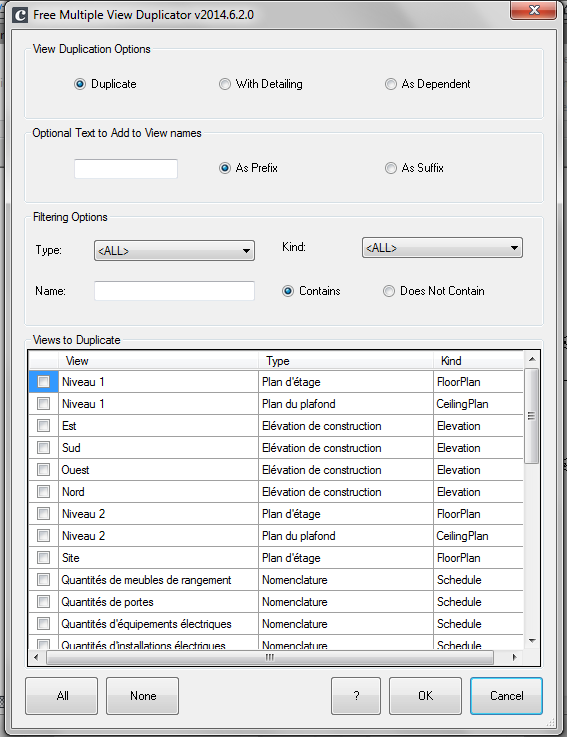 Free Multiple View Duplicator v2014.6.2.0
View Duplication Options
Duplicate With Detailing As Dependent
Optional Text to Add to View names
As Prefix As Suffix
Filtering Options
Type: <ALL> Kind: <ALL>
Name: Contains Does Not Contain
Views to Duplicate
View Type Kind
Niveau 1 Plan d'étage FloorPlan
Niveau 1 Plan du plafond CeilingPlan
Est Elévation de construction Elevation
Sud Elévation de construction Elevation
Ouest Elévation de construction Elevation
Nord Elévation de construction Elevation
Niveau 2 Plan d'étage FloorPlan
Niveau 2 Plan du plafond CeilingPlan
Site Plan d'étage FloorPlan
Quantités de meubles de rangement Nomenclature Schedule
Quantités de portes Nomenclature Schedule
Quantités d'équipements électriques Nomenclature Schedule
Quantités d'installations électriques Nomenclature Schedule
All None ? OK Cancel